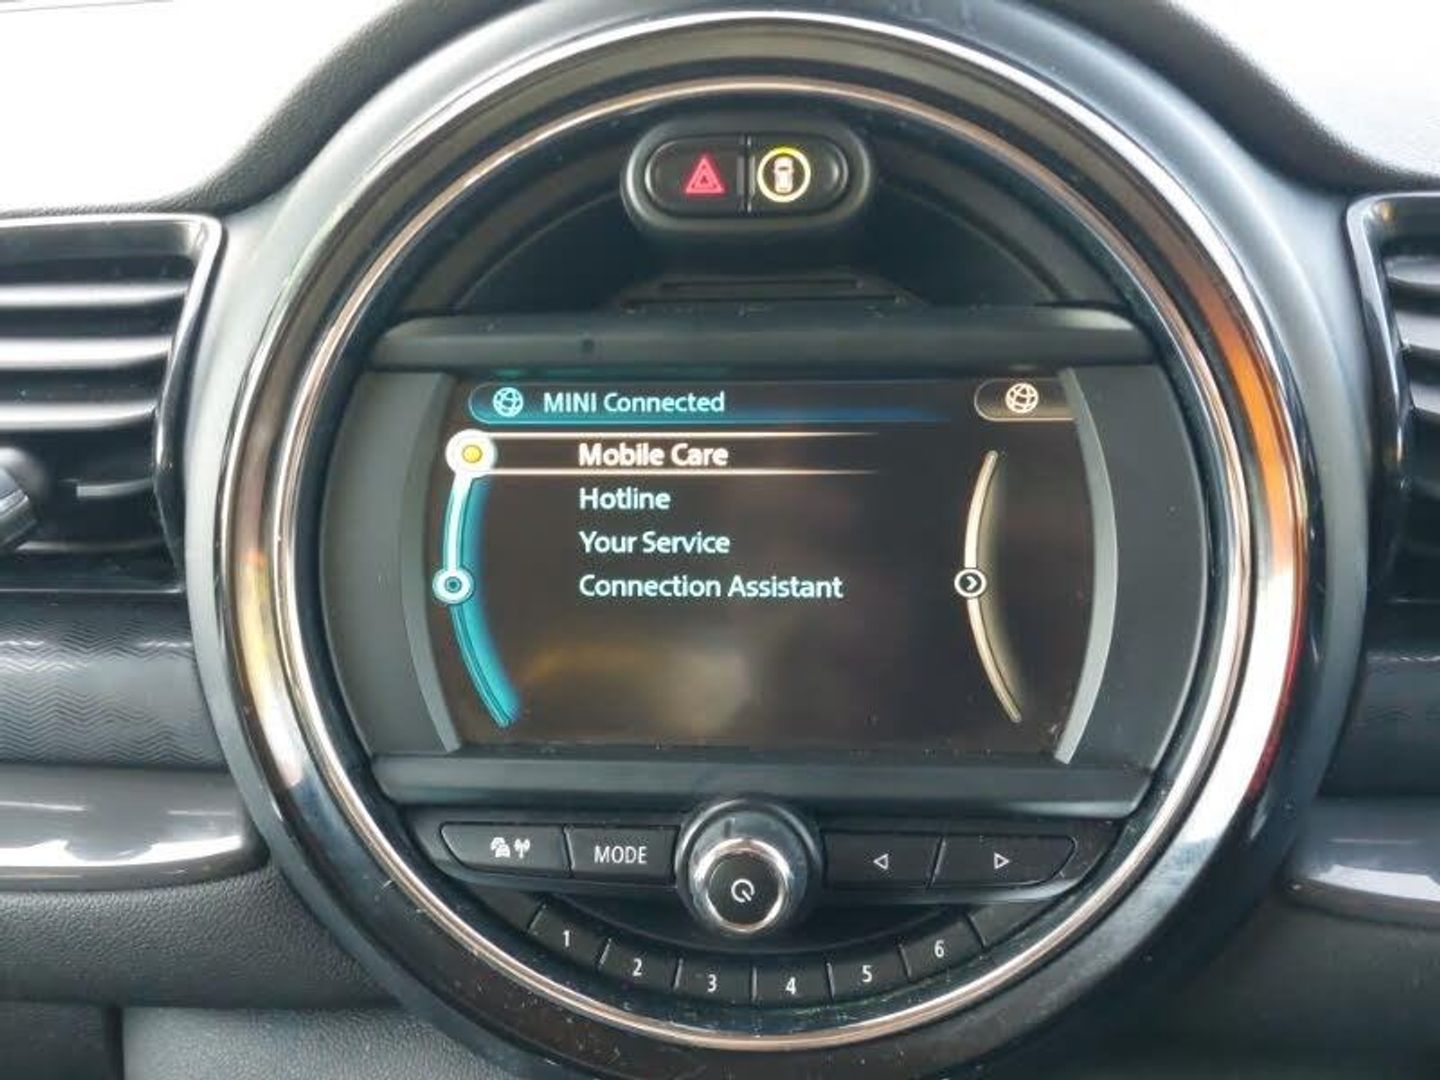 MINI Connected
Mobile Care
Hotline
Your Service
Connection Assistant
MODE
1
2
3
4
5
6